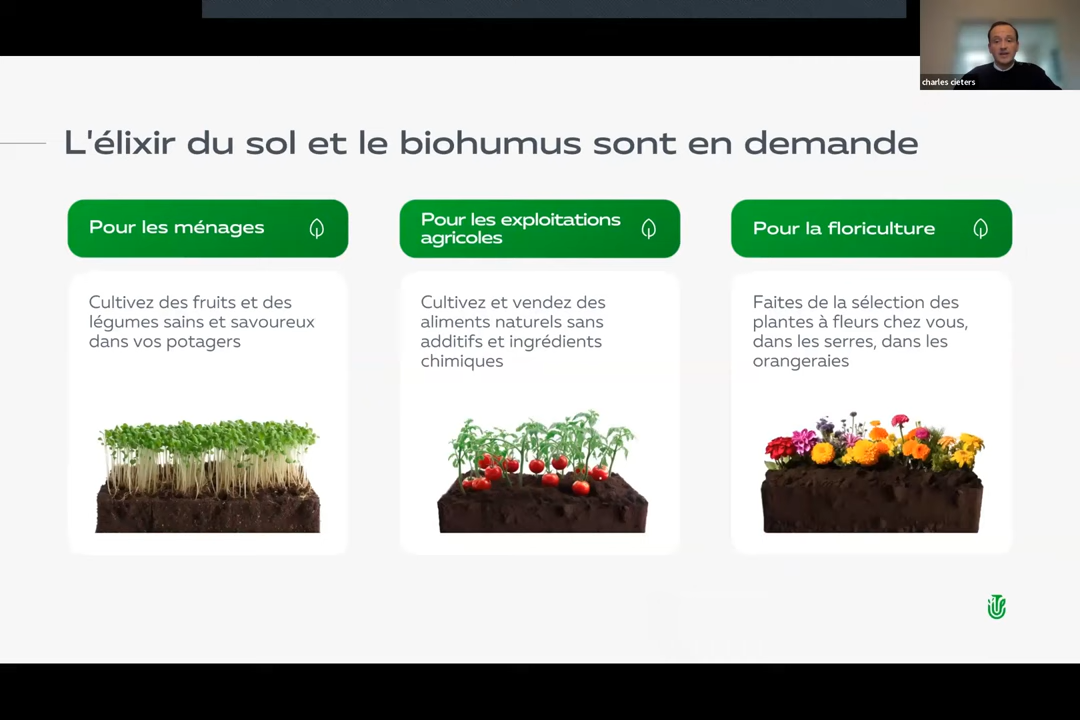 charles cieters
L'élixir du sol et le biohumus sont en demande
Pour les ménages
Cultivez des fruits et des
légumes sains et savoureux
dans vos potagers
Pour les exploitations
agricoles
Cultivez et vendez des
aliments naturels sans
additifs et ingrédients
chimiques
Pour la floriculture
Faites de la sélection des
plantes à fleurs chez vous,
dans les serres, dans les
orangeraies